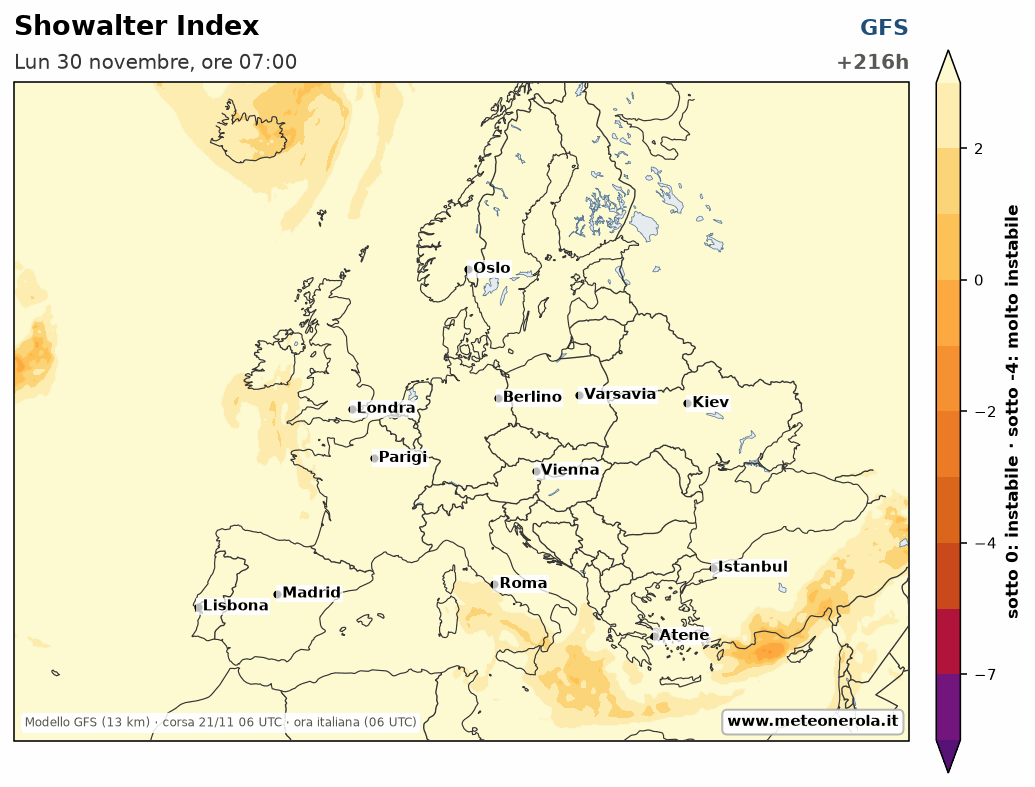 Showalter Index
GFS
Lun 30 novembre, ore 07:00
+216h
Oslo
Berlino
Varsavia
Kiev
Londra
Parigi
Vienna
Istanbul
Roma
Madrid
Lisbona
Atene
Modello GFS (13 km) · corsa 21/11 06 UTC · ora italiana (06 UTC)
www.meteonerola.it
2
0
−2
−4
−7
sotto 0: instabile · sotto -4: molto instabile